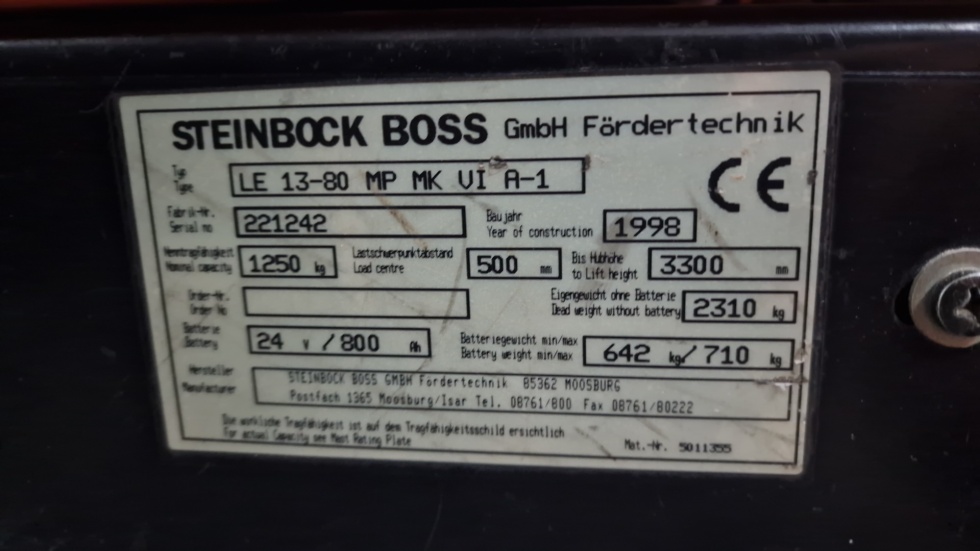 STEINBOCK BOSS GmbH Fördertechnik
Typ
Type LE 13-80 MP MK VI A-1 CE
Fabrik-Nr. Baujahr
Serial no 221242 Year of construction 1998
Nenntragfähigkeit Lastschwerpunktabstand Bis Hubhöhe
Nominal capacity 1250 kg Load centre 500 mm to Lift height 3300 mm
Order-Nr. Eigengewicht ohne Batterie
Order No Dead weight without battery 2310 kg
Batterie Batteriegewicht min/max
Battery 24 v /800 Ah Battery weight min/max 642 kg/ 710 kg
Hersteller STEINBOCK BOSS GMBH Fördertechnik 85362 MOOSBURG
Manufacturer Postfach 1365 Moosburg/Isar Tel. 08761/800 Fax 08761/80222
Die wirkliche Tragfähigkeit ist auf dem Tragfähigkeitsschild ersichtlich
For actual Capacity see Mast Rating Plate Mat.-Nr. 5011355